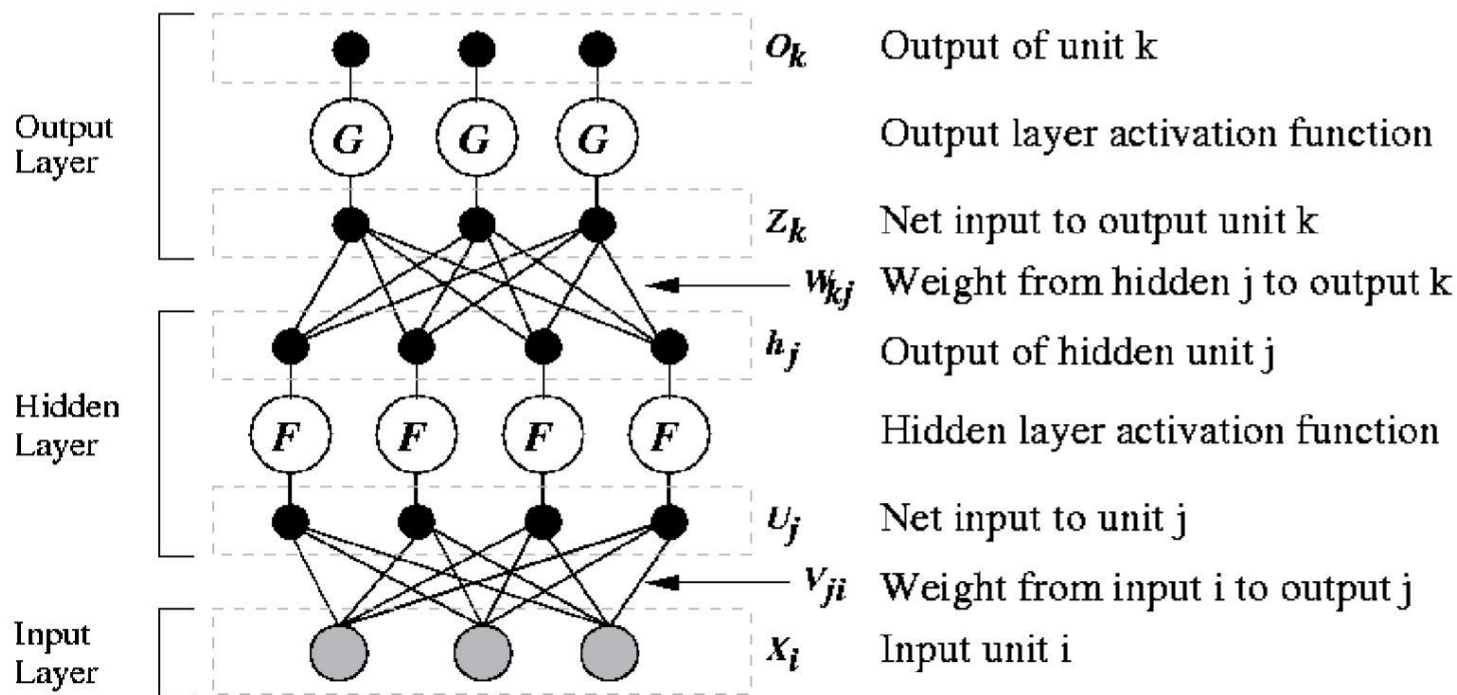 O_k Output of unit k
G G G Output layer activation function
Output
Layer
Z_k Net input to output unit k
W_kj Weight from hidden j to output k
h_j Output of hidden unit j
Hidden
Layer
F F F F Hidden layer activation function
U_j Net input to unit j
V_ji Weight from input i to output j
Input
Layer
X_i Input unit i